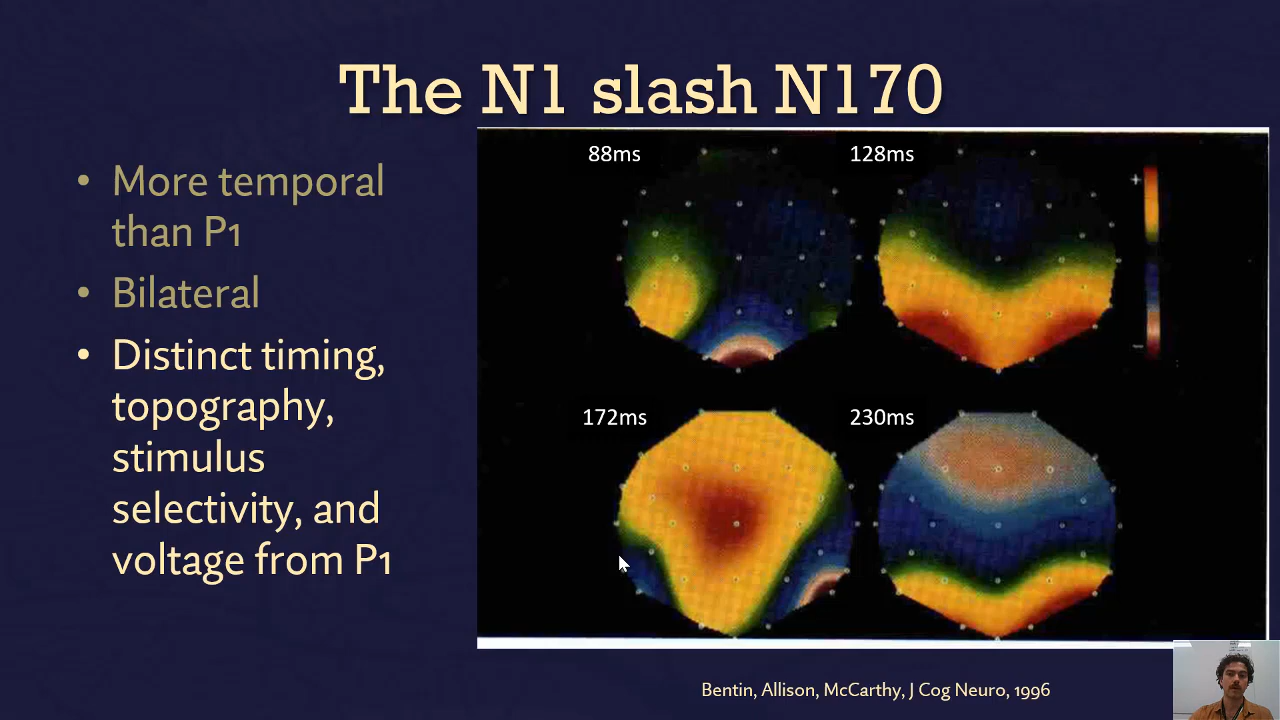 The N1 slash N170
• More temporal
than P1
• Bilateral
• Distinct timing,
topography,
stimulus
selectivity, and
voltage from P1
88ms
128ms
+
-
172ms
230ms
Bentin, Allison, McCarthy, J Cog Neuro, 1996